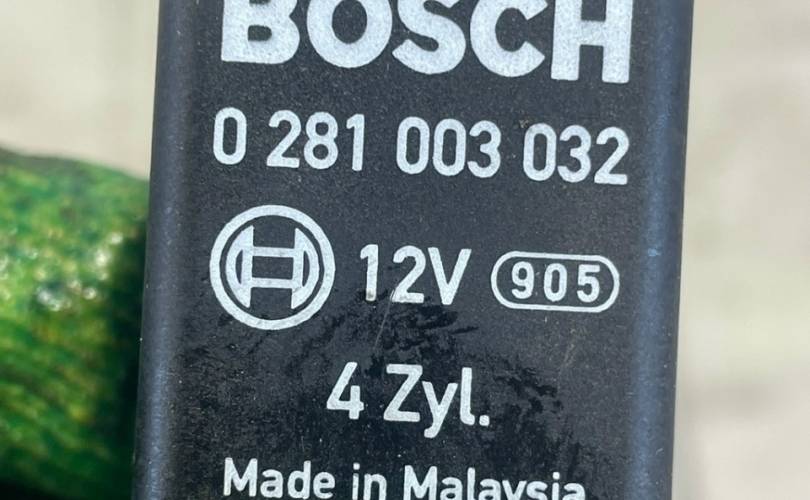 BOSCH
0 281 003 032
12V 905
4 Zyl.
Made in Malaysia